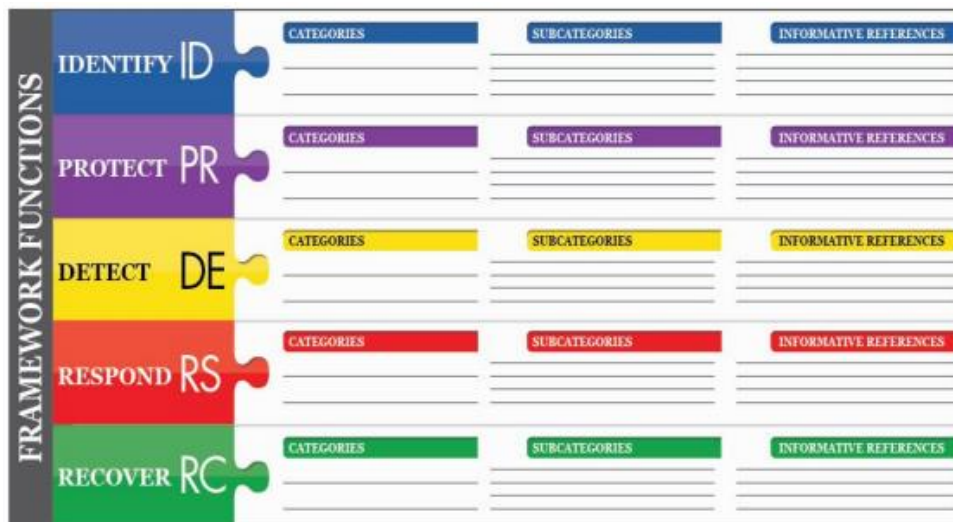 FRAMEWORK FUNCTIONS
IDENTIFY ID
CATEGORIES SUBCATEGORIES INFORMATIVE REFERENCES
PROTECT PR
CATEGORIES SUBCATEGORIES INFORMATIVE REFERENCES
DETECT DE
CATEGORIES SUBCATEGORIES INFORMATIVE REFERENCES
RESPOND RS
CATEGORIES SUBCATEGORIES INFORMATIVE REFERENCES
RECOVER RC
CATEGORIES SUBCATEGORIES INFORMATIVE REFERENCES